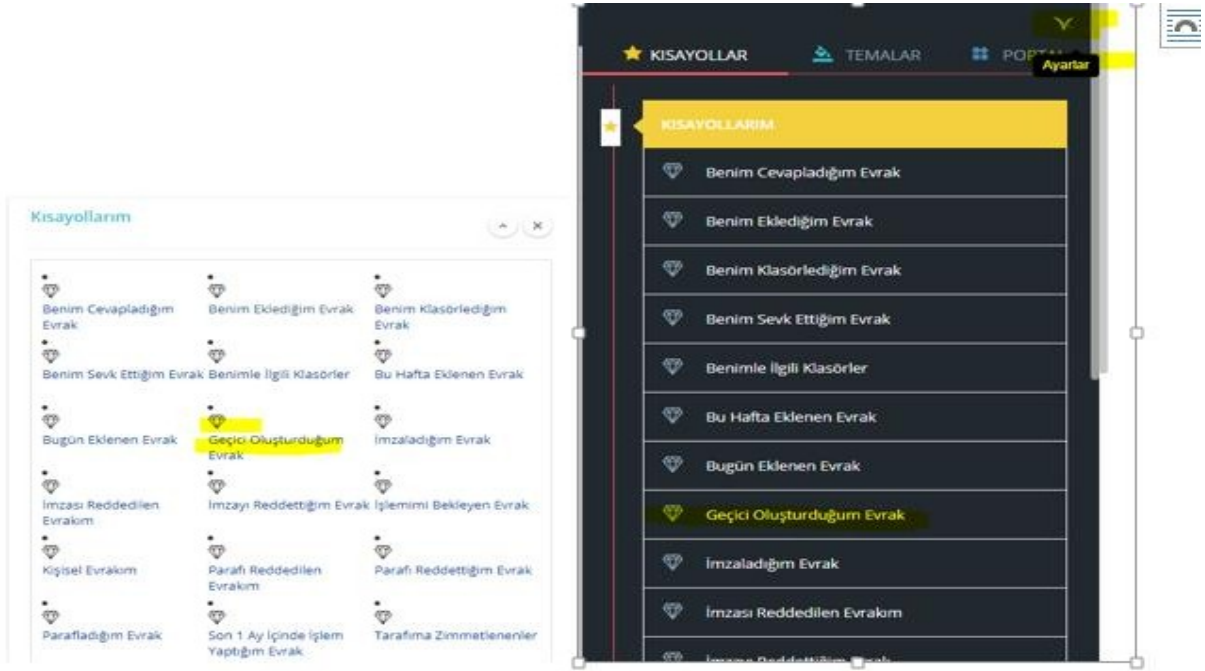 Kısayollarım
Benim Cevapladığım
Evrak
Benim Eklediğim Evrak
Benim Klasörlediğim
Evrak
Benim Sevk Ettiğim Evrak
Benimle İlgili Klasörler
Bu Hafta Eklenen Evrak
Bugün Eklenen Evrak
Geçici Oluşturduğum
Evrak
İmzaladığım Evrak
İmzası Reddedilen
Evrakım
İmzayı Reddettiğim Evrak
İşlemimi Bekleyen Evrak
Kişisel Evrakım
Parafı Reddedilen
Evrakım
Parafı Reddettiğim Evrak
Parafladığım Evrak
Son 1 Ay İçinde İşlem
Yaptığım Evrak
Tarafıma Zimmetlenenler
KISAYOLLAR
TEMALAR
Ayarlar
KISAYOLLARIM
Benim Cevapladığım Evrak
Benim Eklediğim Evrak
Benim Klasörlediğim Evrak
Benim Sevk Ettiğim Evrak
Benimle İlgili Klasörler
Bu Hafta Eklenen Evrak
Bugün Eklenen Evrak
Geçici Oluşturduğum Evrak
İmzaladığım Evrak
İmzası Reddedilen Evrakım